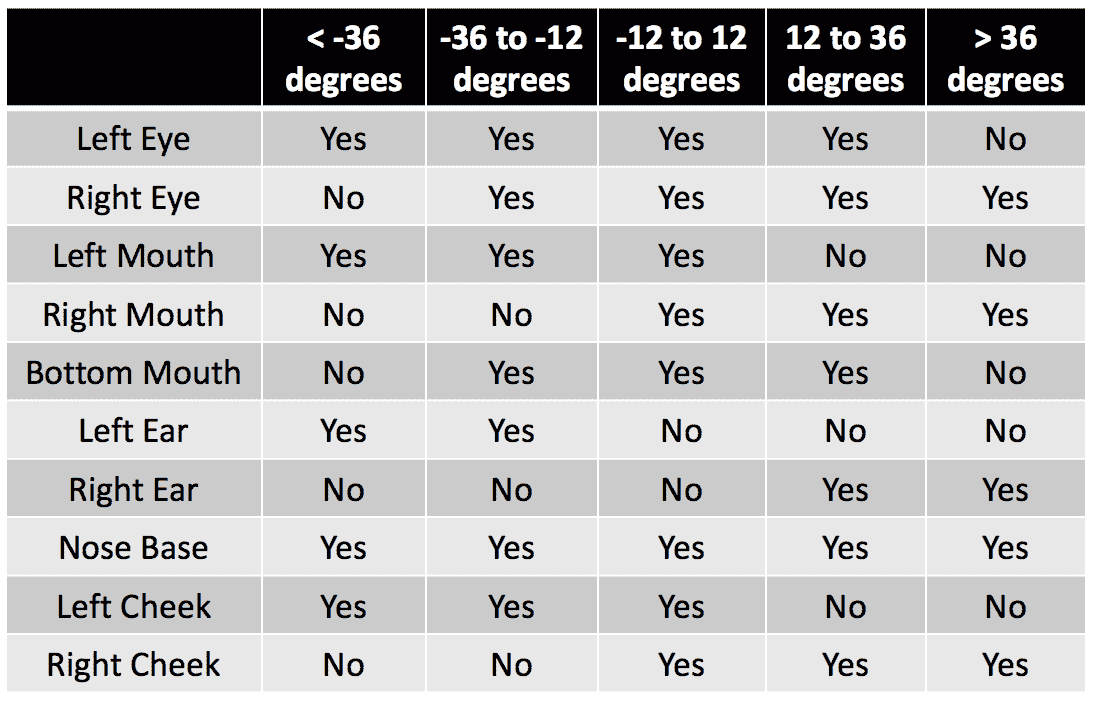 < -36 degrees -36 to -12 degrees -12 to 12 degrees 12 to 36 degrees > 36 degrees
Left Eye Yes Yes Yes Yes No
Right Eye No Yes Yes Yes Yes
Left Mouth Yes Yes Yes No No
Right Mouth No No Yes Yes Yes
Bottom Mouth No Yes Yes Yes No
Left Ear Yes Yes No No No
Right Ear No No No Yes Yes
Nose Base Yes Yes Yes Yes Yes
Left Cheek Yes Yes Yes No No
Right Cheek No No Yes Yes Yes